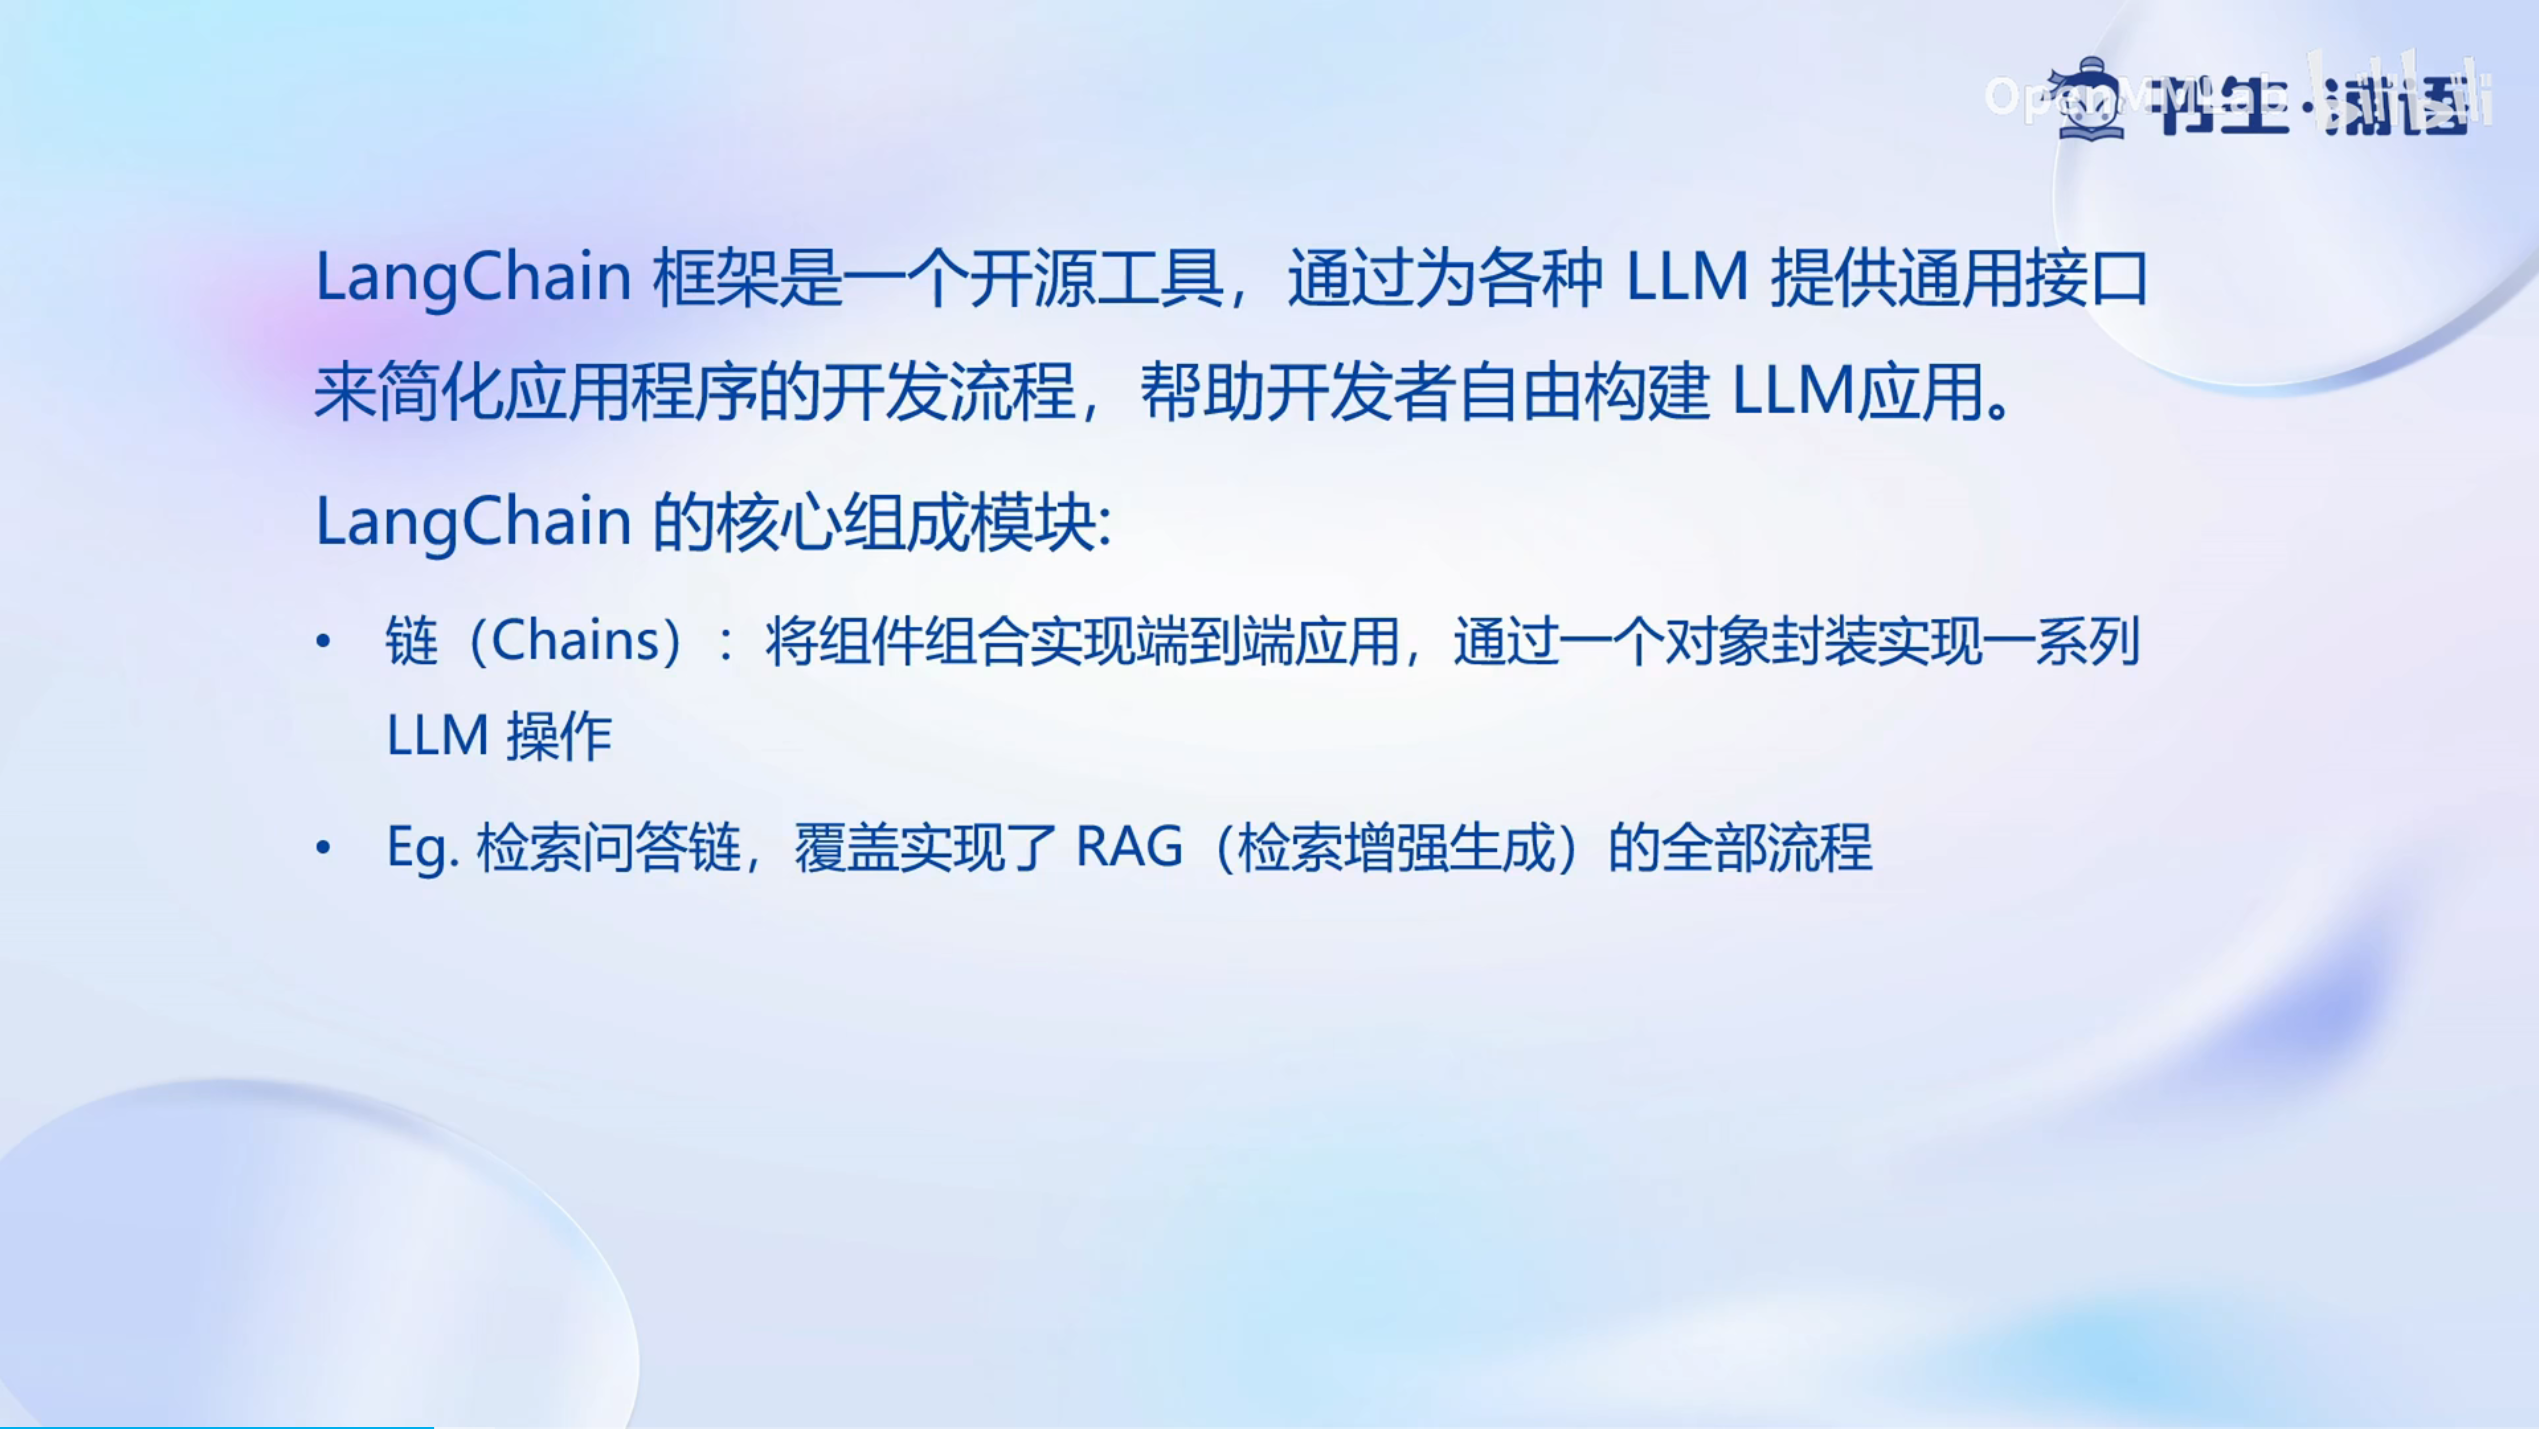 OpenMMLab bilibili
书生·浦语
LangChain 框架是一个开源工具，通过为各种 LLM 提供通用接口
来简化应用程序的开发流程，帮助开发者自由构建 LLM应用。
LangChain 的核心组成模块:
• 链（Chains）：将组件组合实现端到端应用，通过一个对象封装实现一系列
LLM 操作
• Eg. 检索问答链，覆盖实现了 RAG（检索增强生成）的全部流程